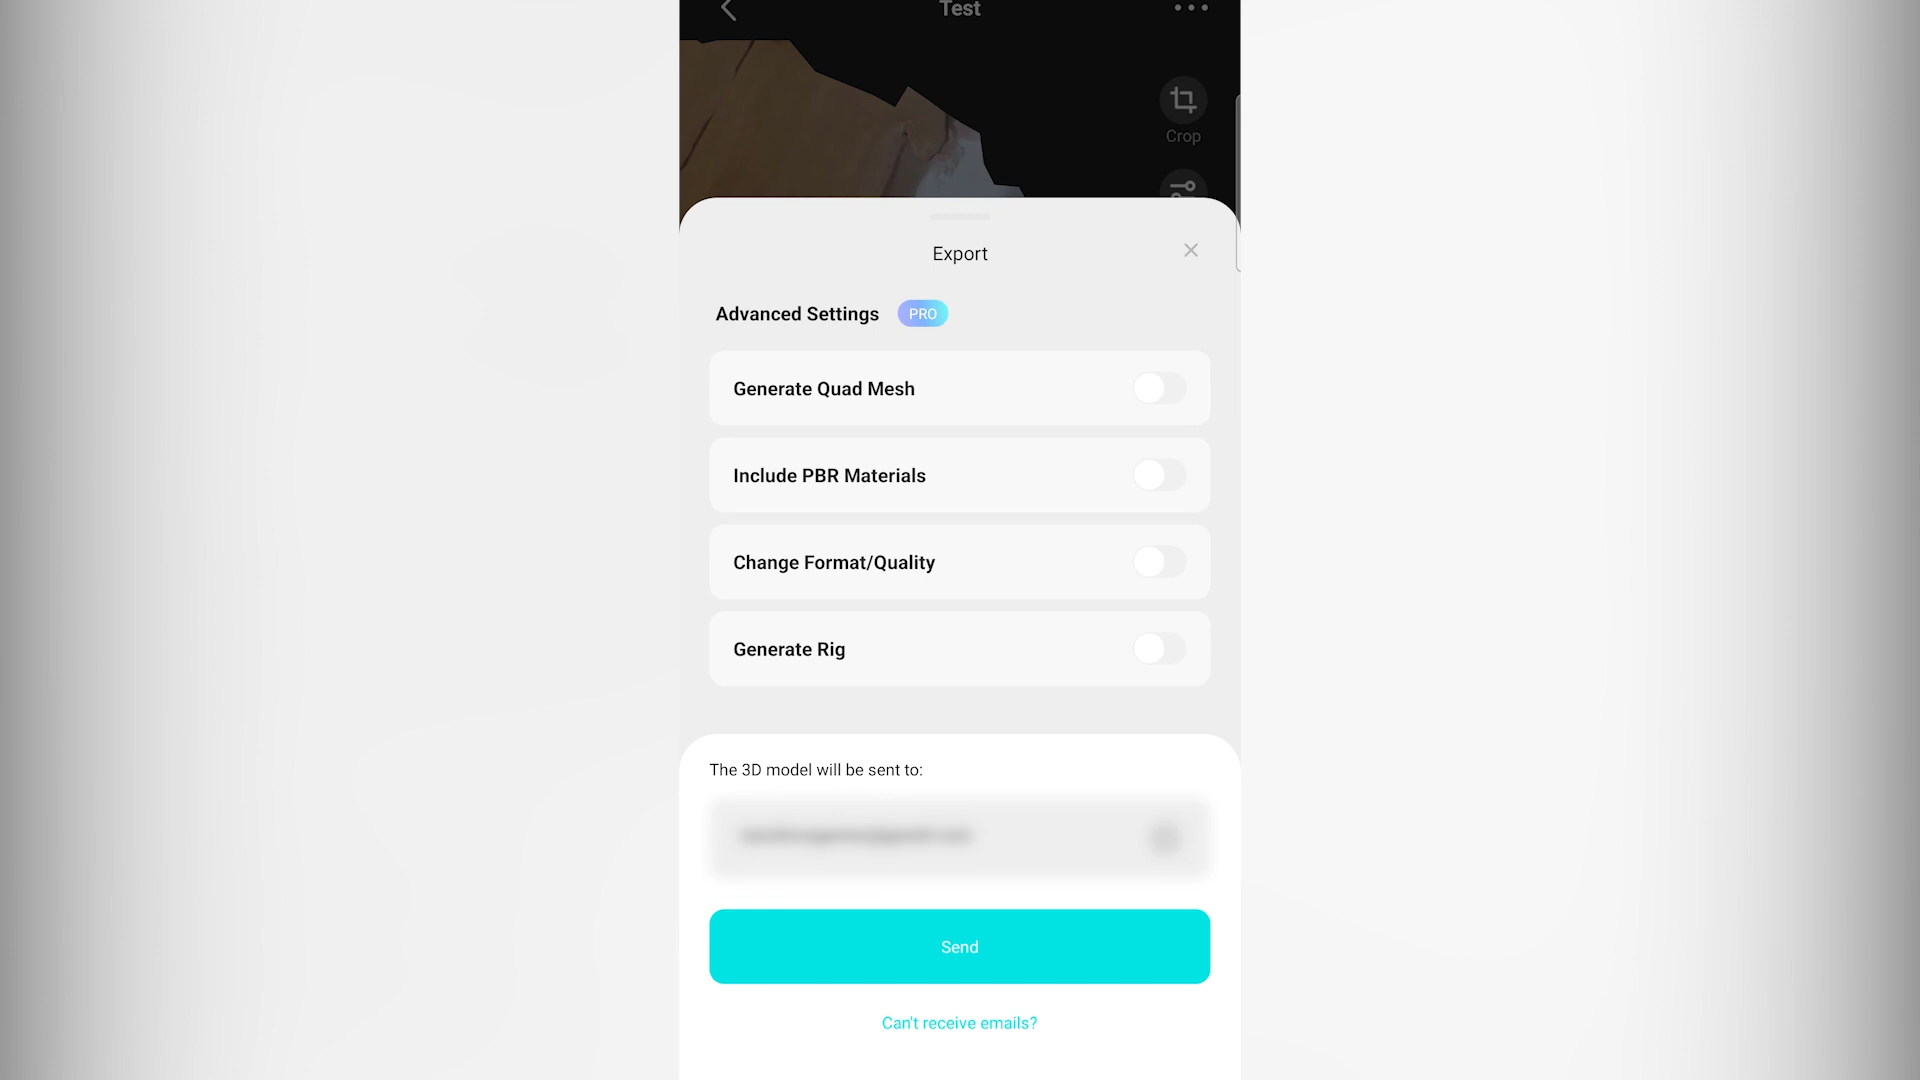 Test
Crop
Export
Advanced Settings PRO
Generate Quad Mesh
Include PBR Materials
Change Format/Quality
Generate Rig
The 3D model will be sent to:
Send
Can't receive emails?